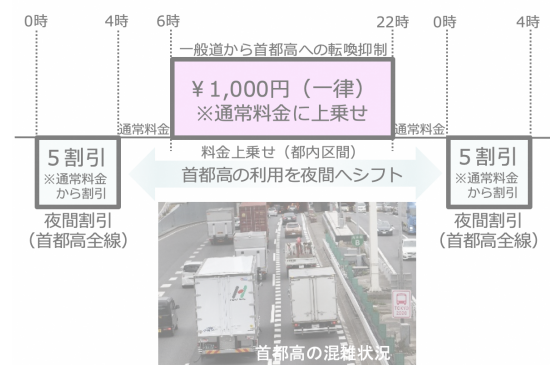 0時
4時
6時
22時
0時
4時
一般道から首都高への転換抑制
￥1,000円（一律）
※通常料金に上乗せ
通常料金
通常料金
5割引
※通常料金
から割引
料金上乗せ（都内区間）
首都高の利用を夜間へシフト
5割引
※通常料金
から割引
夜間割引
（首都高全線）
夜間割引
（首都高全線）
首都高の混雑状況